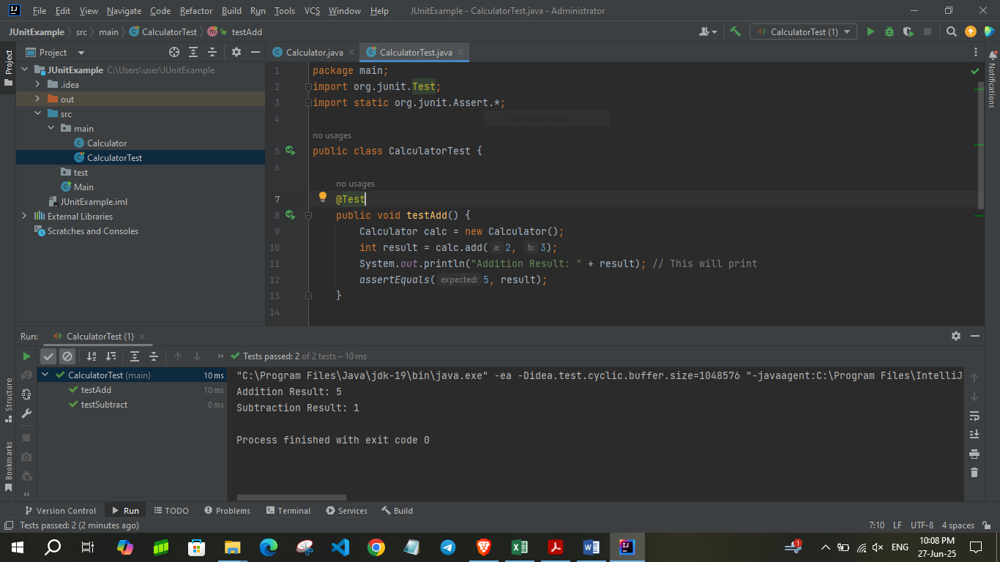 File Edit View Navigate Code Refactor Build Run Tools VCS Window Help JUnitExample - CalculatorTest.java - Administrator
JUnitExample src main CalculatorTest testAdd CalculatorTest (1)
Project
Project
Calculator.java CalculatorTest.java
JUnitExample C:\Users\user\JUnitExample
.idea
out
src
main
Calculator
CalculatorTest
test
Main
JUnitExample.iml
External Libraries
Scratches and Consoles
1 package main;
2 import org.junit.Test;
3 import static org.junit.Assert.*;
4
Full-screen Snip
no usages
5 public class CalculatorTest {
6
no usages
7 @Test
8 public void testAdd() {
9 Calculator calc = new Calculator();
10 int result = calc.add( a: 2, b: 3);
11 System.out.println("Addition Result: " + result); // This will print
12 assertEquals( expected: 5, result);
13 }
14
Notifications
Run: CalculatorTest (1)
Tests passed: 2 of 2 tests – 10 ms
CalculatorTest (main) 10 ms
testAdd 10 ms
testSubtract 0 ms
"C:\Program Files\Java\jdk-19\bin\java.exe" -ea -Didea.test.cyclic.buffer.size=1048576 "-javaagent:C:\Program Files\IntelliJ
Addition Result: 5
Subtraction Result: 1
Process finished with exit code 0
Structure
Bookmarks
Version Control Run TODO Problems Terminal Services Build
Tests passed: 2 (2 minutes ago) 7:10 LF UTF-8 4 spaces
1 ENG 10:08 PM
27-Jun-25